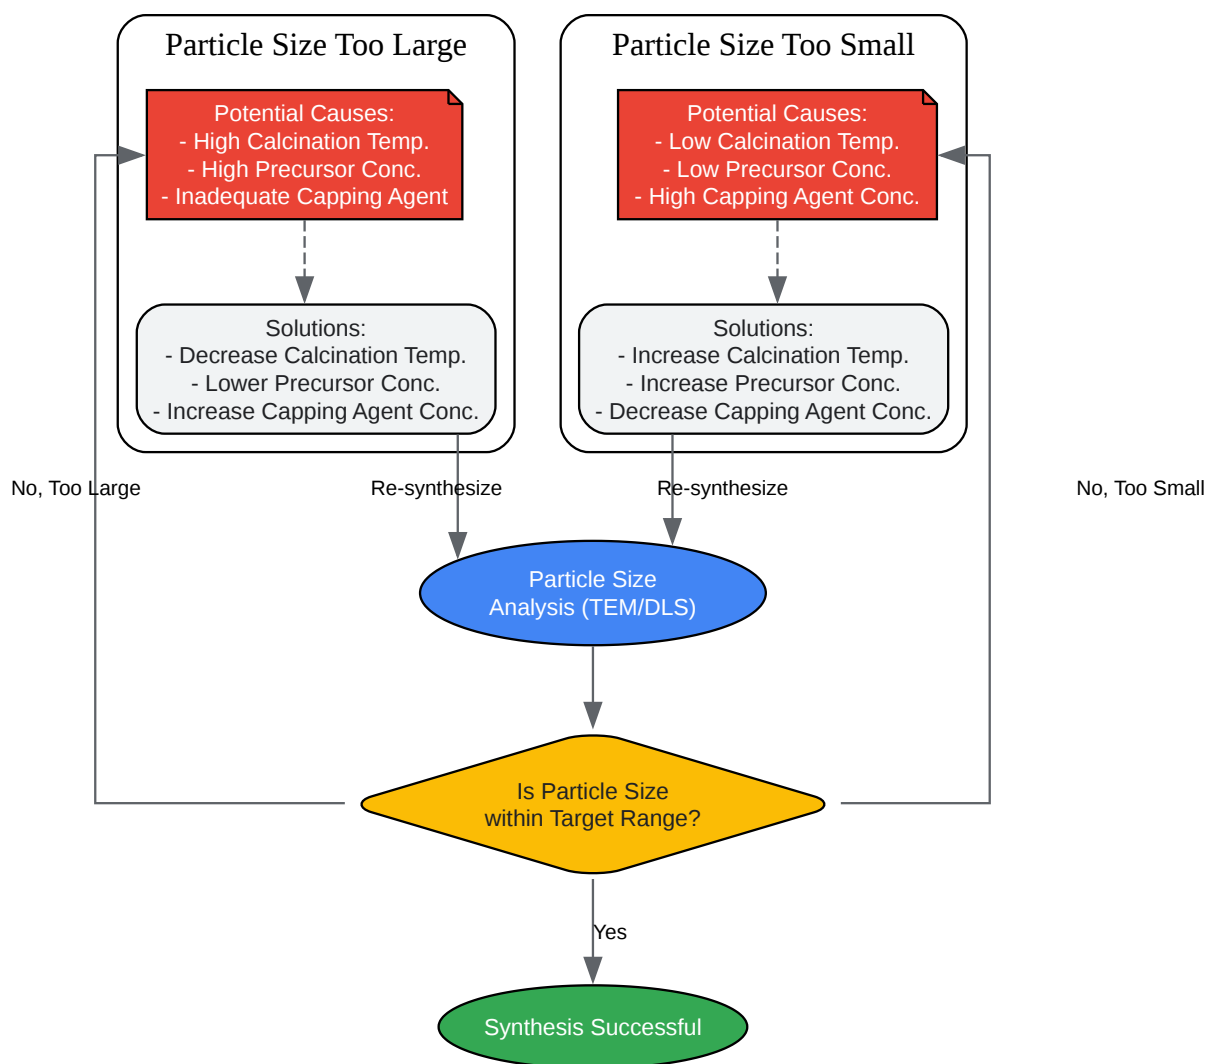 Particle Size Too Large
Potential Causes:
- High Calcination Temp.
- High Precursor Conc.
- Inadequate Capping Agent
Solutions:
- Decrease Calcination Temp.
- Lower Precursor Conc.
- Increase Capping Agent Conc.
Particle Size Too Small
Potential Causes:
- Low Calcination Temp.
- Low Precursor Conc.
- High Capping Agent Conc.
Solutions:
- Increase Calcination Temp.
- Increase Precursor Conc.
- Decrease Capping Agent Conc.
No, Too Large
Re-synthesize
Re-synthesize
No, Too Small
Particle Size
Analysis (TEM/DLS)
Is Particle Size
within Target Range?
Yes
Synthesis Successful